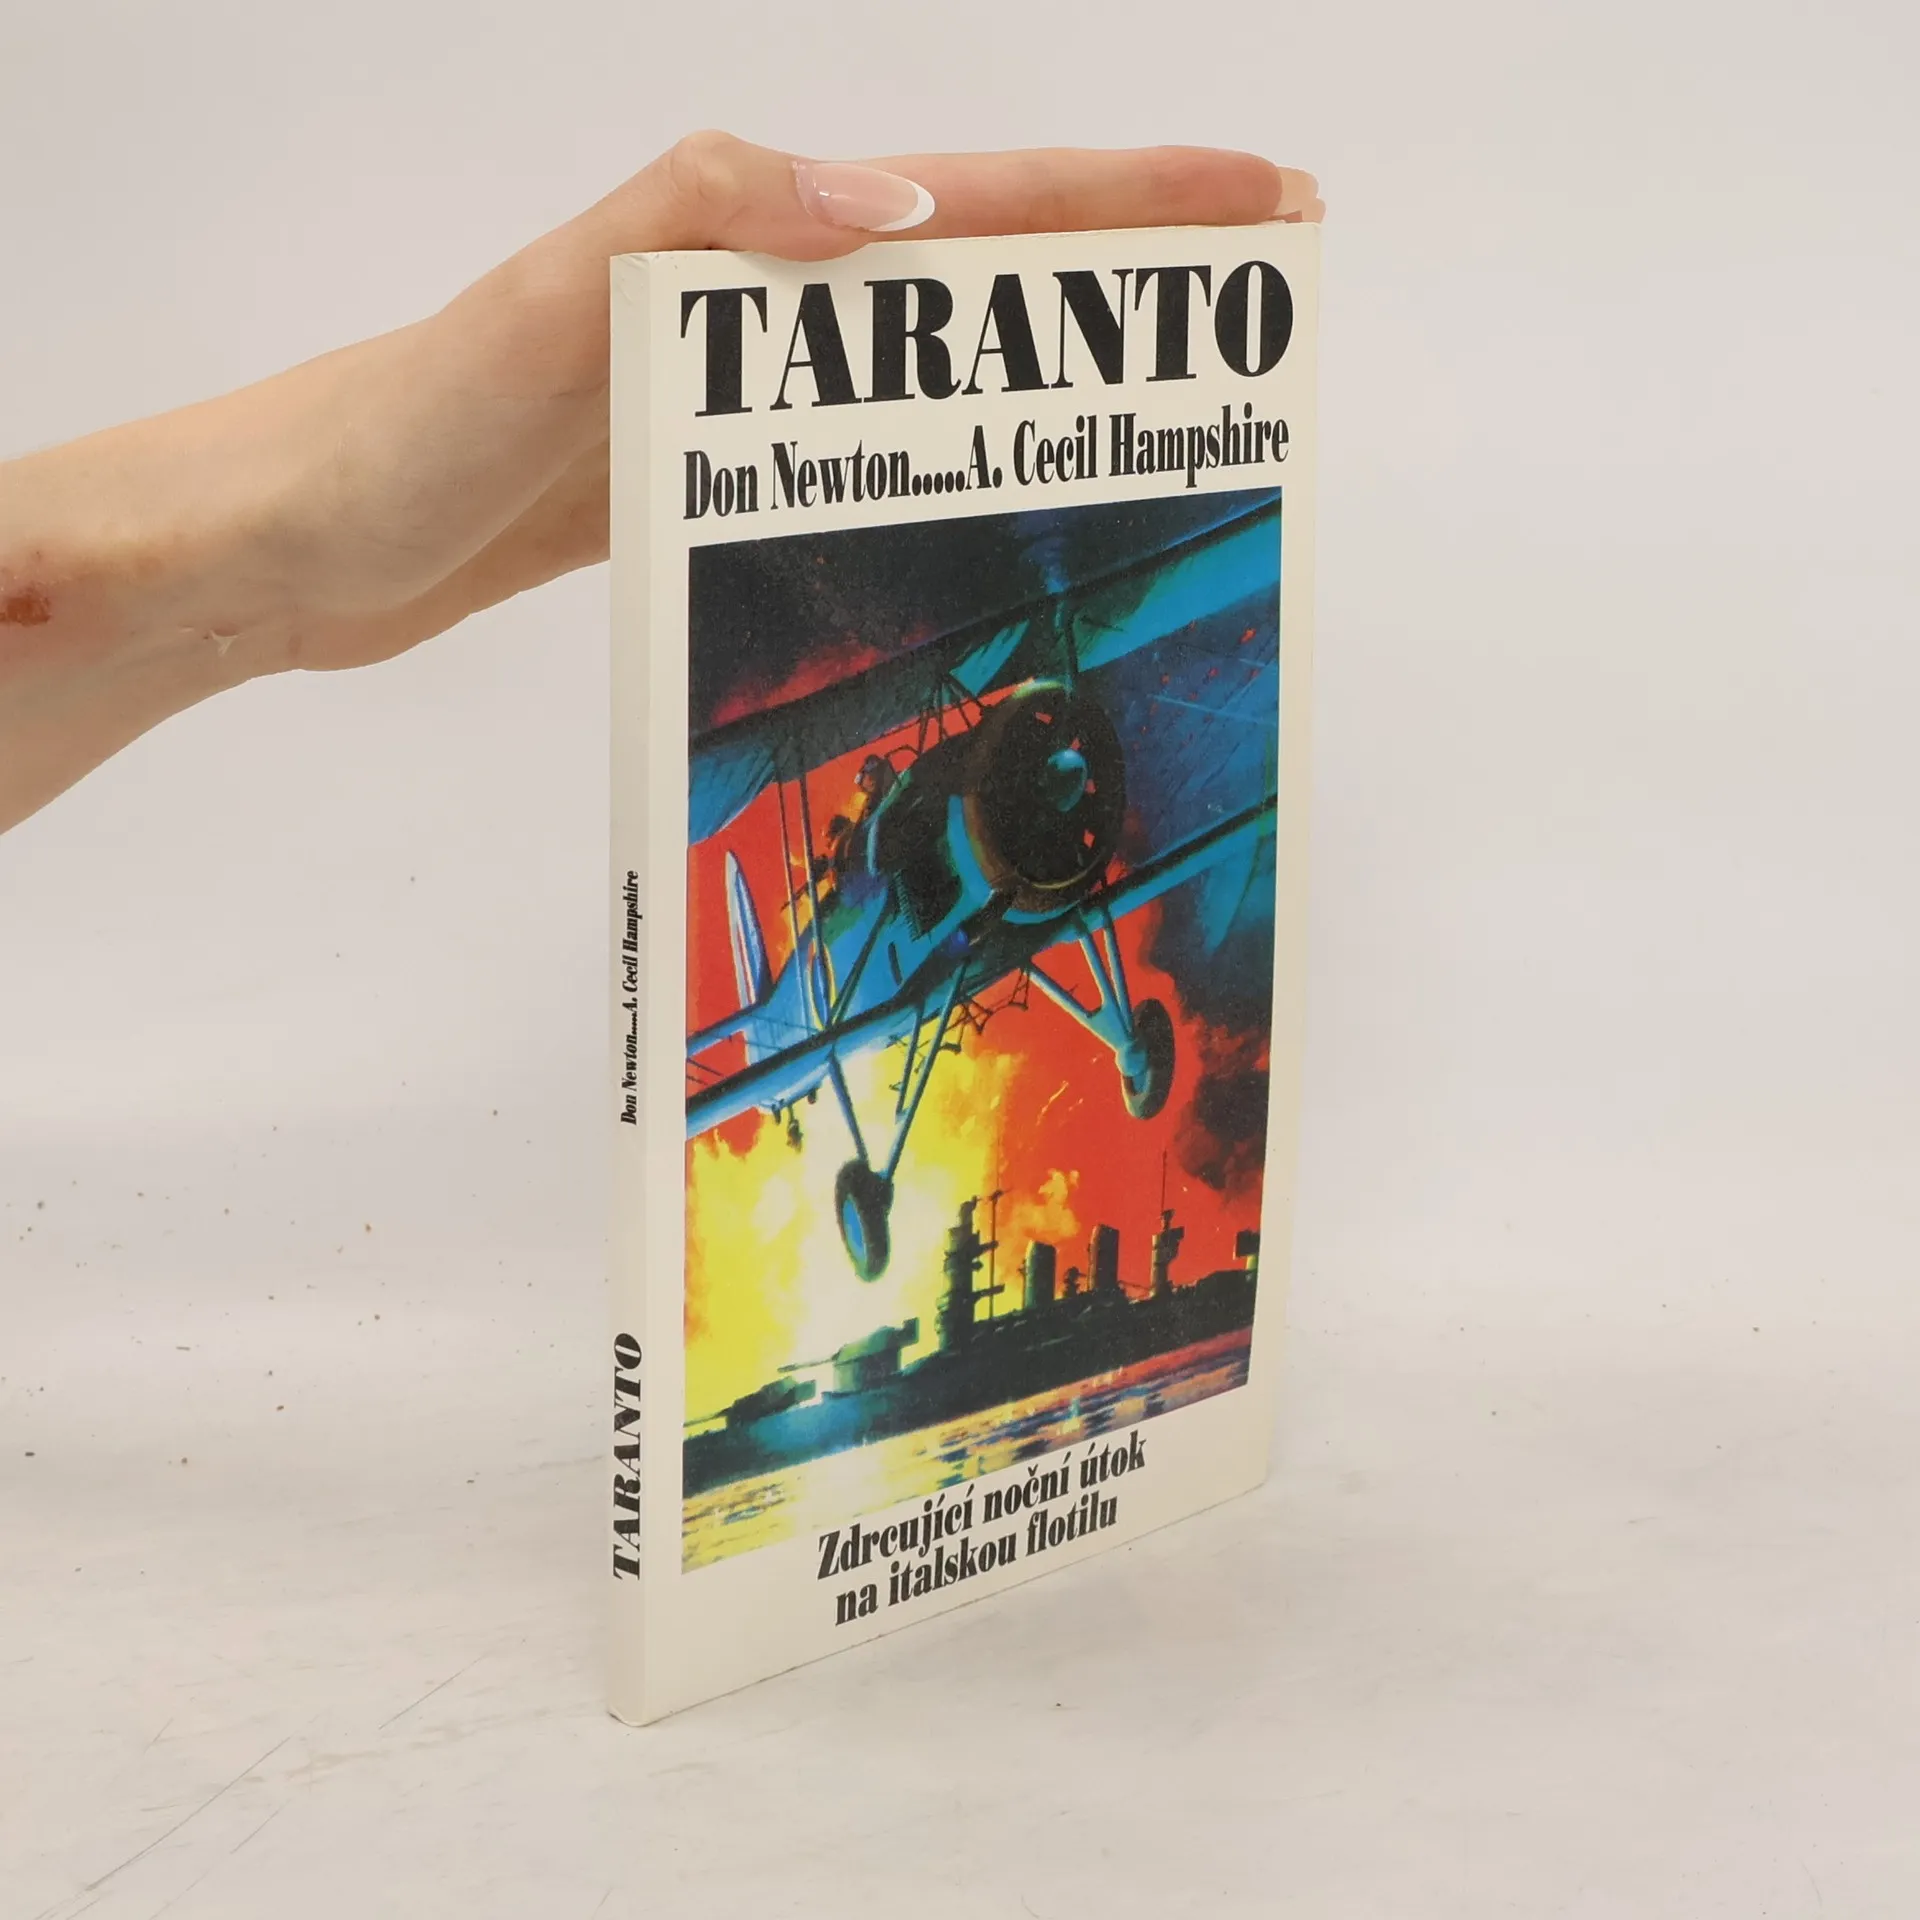 TARANTO
Don Newton.....A. Cecil Hampshire
Zdrcující noční útok
na italskou flotilu
Don Newton.....A. Cecil Hampshire
TARANTO